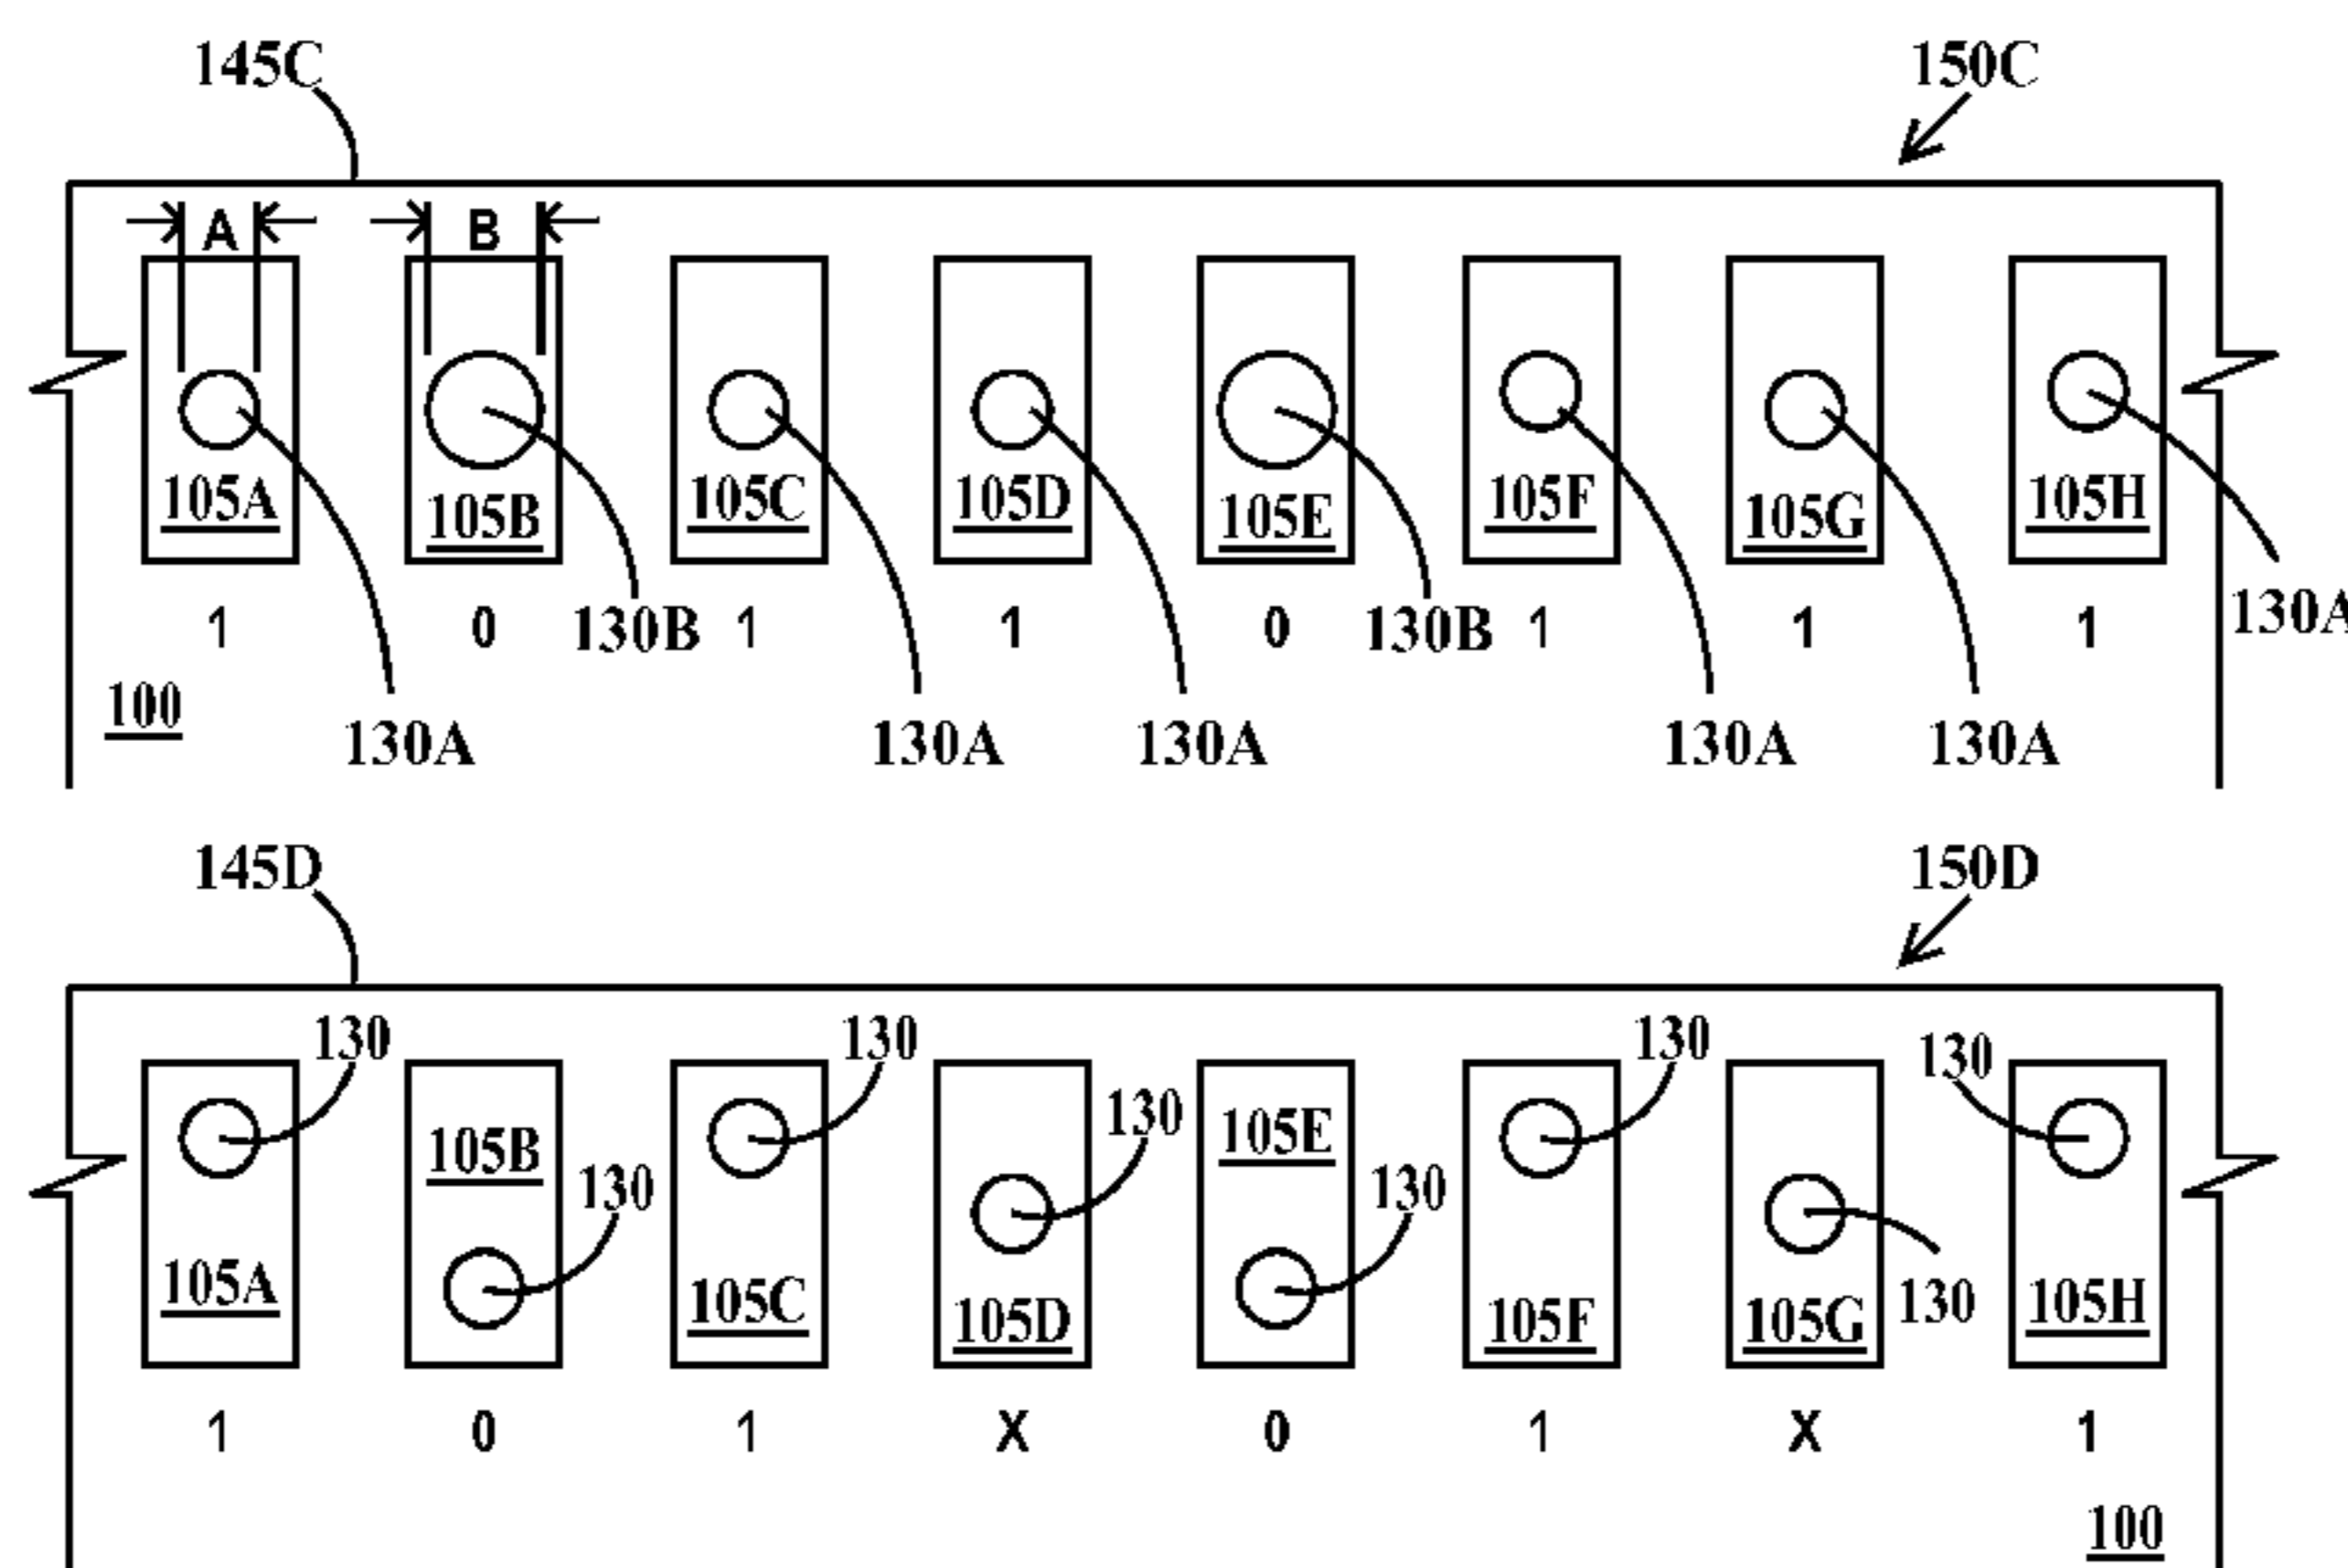 145C 150C
A B
105A 105B 105C 105D 105E 105F 105G 105H
1 0 130B 1 1 0 130B 1 1 1 130A
100 130A 130A 130A 130A 130A
145D 150D
130 130 130 130
105B 130 105E
130 130
105A 105C 105D 105F 105G 130 105H
1 0 1 X 0 1 X 1
100